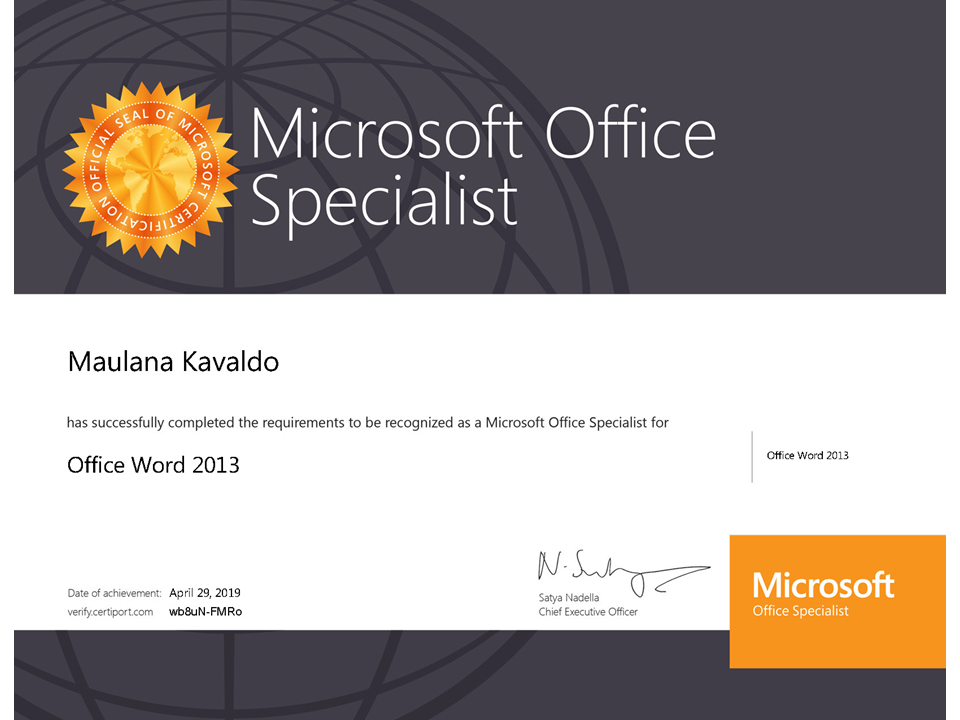 OFFICIAL SEAL OF MICROSOFT CERTIFICATION
Microsoft Office
Specialist
Maulana Kavaldo
has successfully completed the requirements to be recognized as a Microsoft Office Specialist for
Office Word 2013
Office Word 2013
Date of achievement: April 29, 2019
verify.certiport.com wb8uN-FMRo
Satya Nadella
Chief Executive Officer
Microsoft
Office Specialist